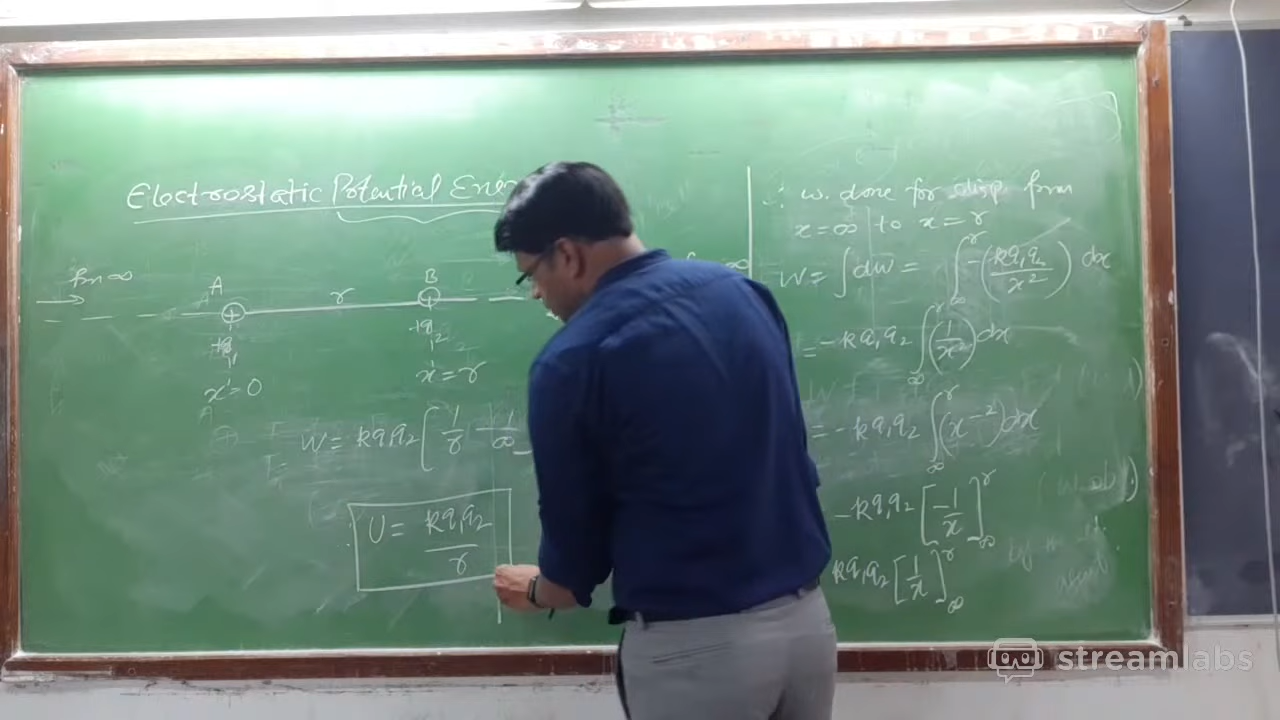 Electrostatic Potential Ener
fm ∞
A
r
B
+q1
+q2
x = 0
x = r
W = kq1q2 [ 1/r - 1/∞
∴ U = kq1q2/r
∴ w. done for disp. from
x = ∞ to x = r
W = ∫ dW = ∫_∞^r -(kq1q2/x²) dx
= -kq1q2 ∫_∞^r (1/x²) dx
= -kq1q2 ∫_∞^r (x⁻²) dx
-kq1q2 [-1/x]_∞^r
kq1q2 [1/x]_∞^r
streamlabs